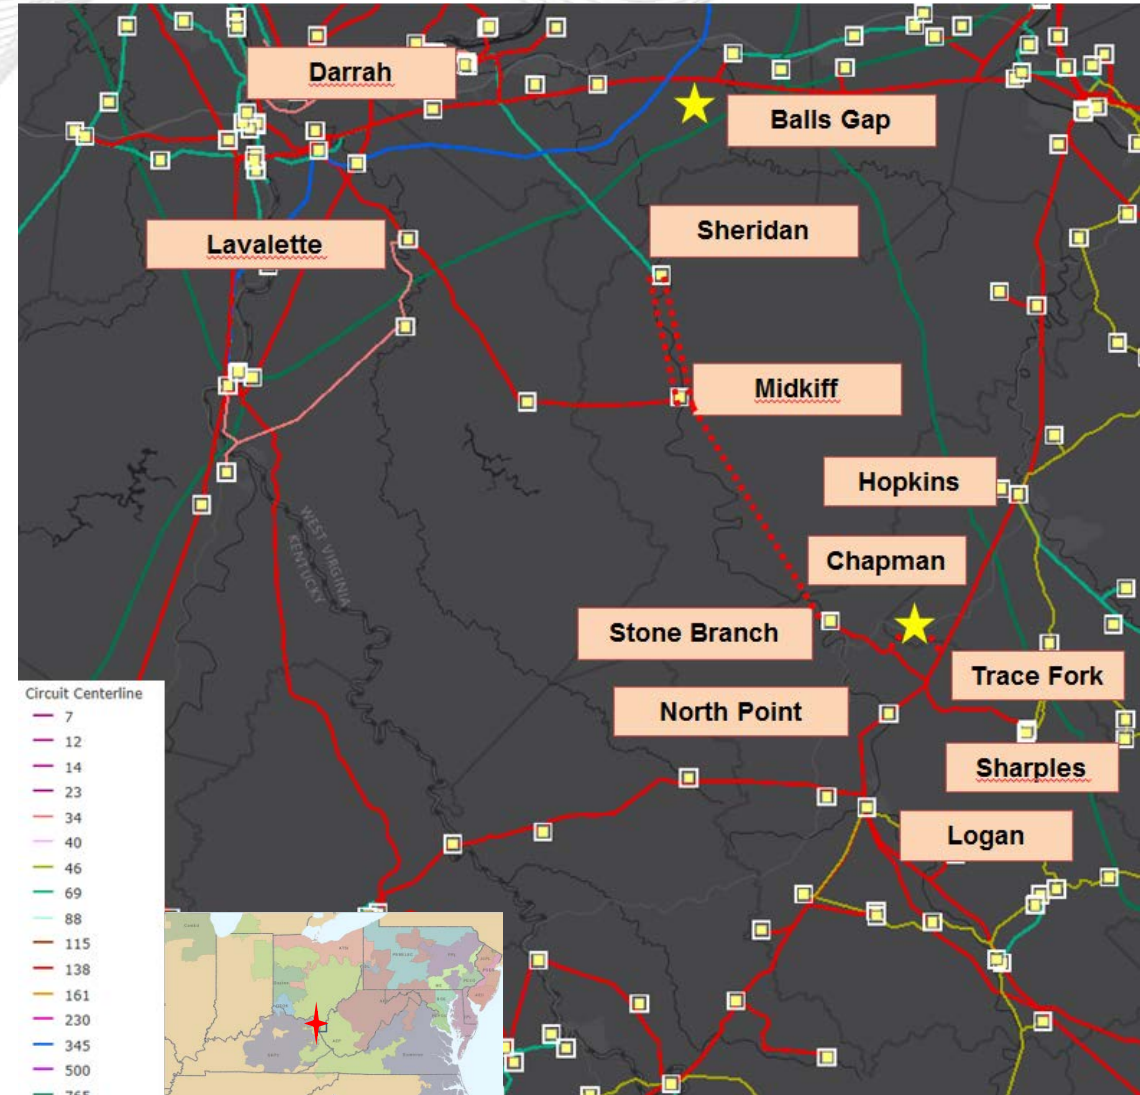 Darrah
Balls Gap
Sheridan
Lavalette
Midkiff
Hopkins
Chapman
WEST VIRGINIA
KENTUCKY
Stone Branch
Trace Fork
North Point
Sharples
Logan
Circuit Centerline
7
12
14
23
34
40
46
69
88
115
138
161
230
345
500
765